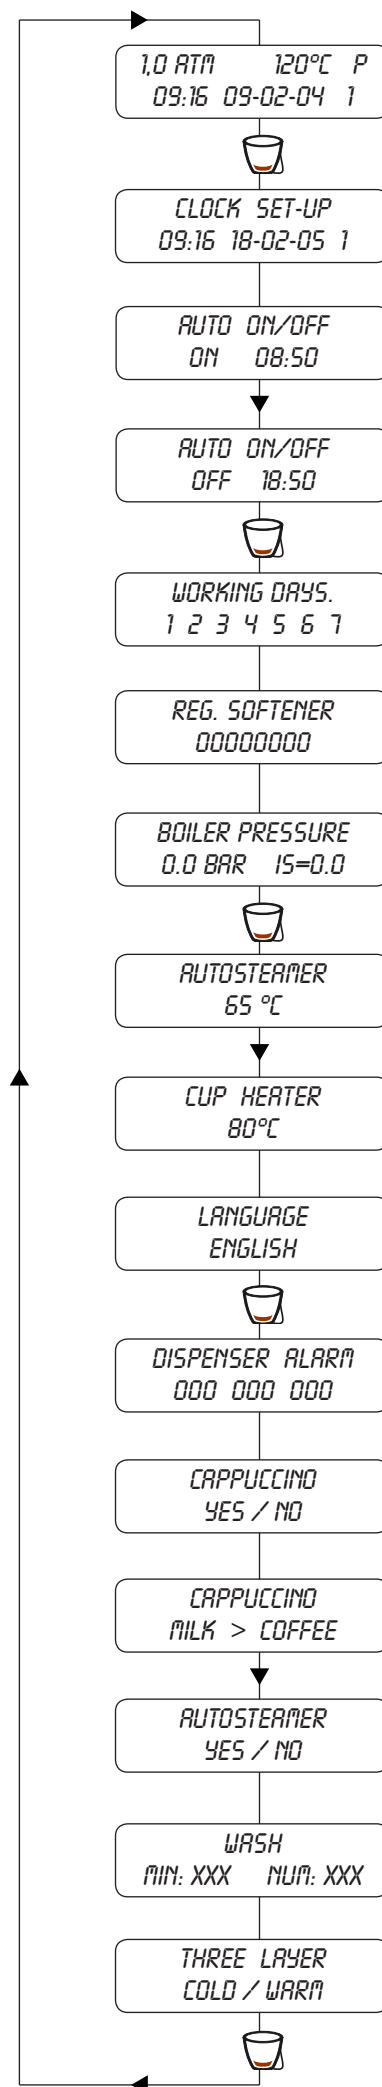 1,0 ATM 120°C P
09:16 09-02-04 1
CLOCK SET-UP
09:16 18-02-05 1
AUTO ON/OFF
ON 08:50
AUTO ON/OFF
OFF 18:50
WORKING DAYS.
1 2 3 4 5 6 7
REG. SOFTENER
00000000
BOILER PRESSURE
0.0 BAR IS=0.0
AUTOSTEAMER
65 °C
CUP HEATER
80°C
LANGUAGE
ENGLISH
DISPENSER ALARM
000 000 000
CAPPUCCINO
YES / NO
CAPPUCCINO
MILK > COFFEE
AUTOSTEAMER
YES / NO
WASH
MIN: XXX NUM: XXX
THREE LAYER
COLD / WARM